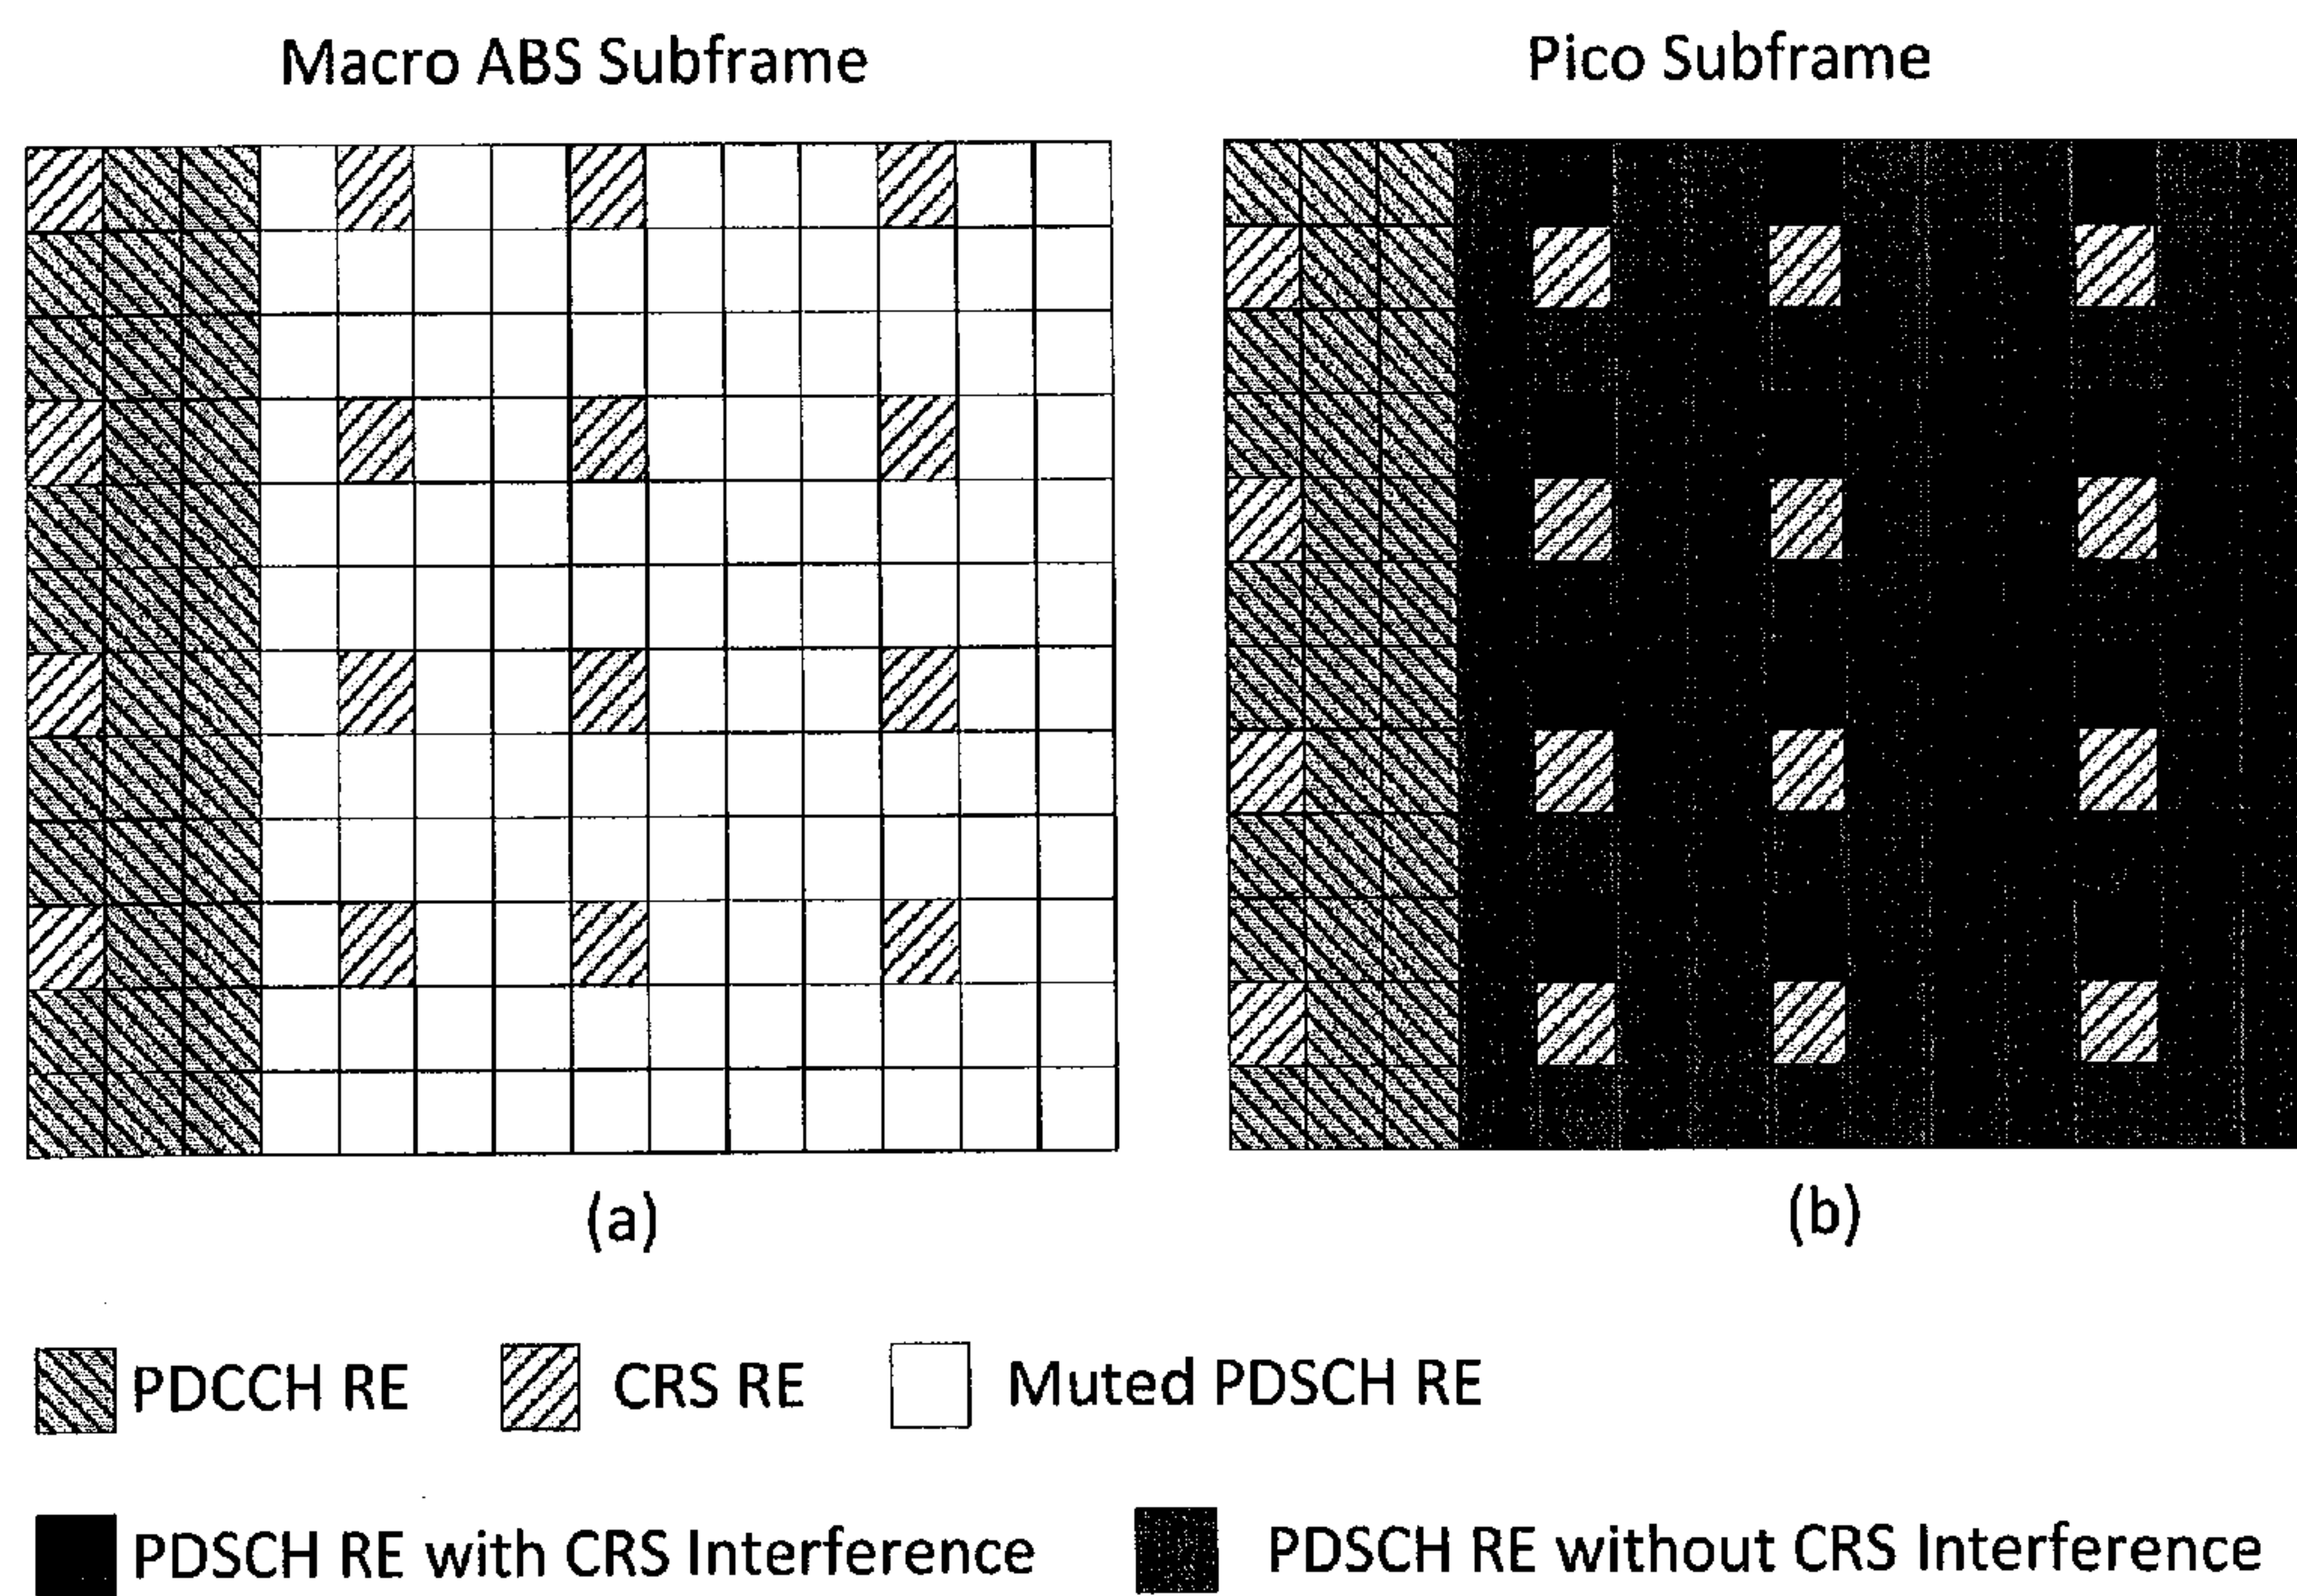 Macro ABS Subframe
Pico Subframe
(a)
(b)
PDCCH RE
CRS RE
Muted PDSCH RE
PDSCH RE with CRS Interference
PDSCH RE without CRS Interference